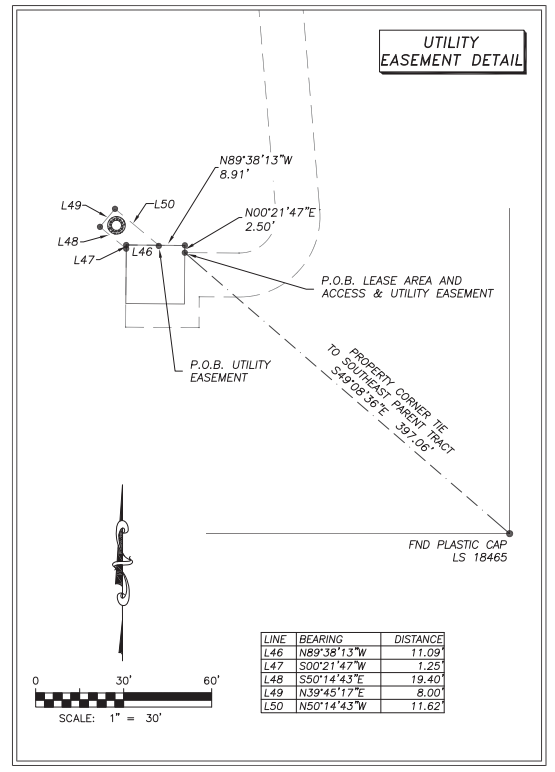 UTILITY
EASEMENT DETAIL
N89°38'13"W
8.91'
L49
L50
N00°21'47"E
2.50'
L48
L46
L47
P.O.B. LEASE AREA AND
ACCESS & UTILITY EASEMENT
P.O.B. UTILITY
EASEMENT
PROPERTY CORNER TIE
TO SOUTHEAST PARENT TRACT
S49°08'36"E 397.06'
FND PLASTIC CAP
LS 18465
LINE BEARING DISTANCE
L46 N89°38'13"W 11.09'
L47 S00°21'47"W 1.25'
L48 S50°14'43"E 19.40'
L49 N39°45'17"E 8.00'
L50 N50°14'43"W 11.62'
0 30' 60'
SCALE: 1" = 30'